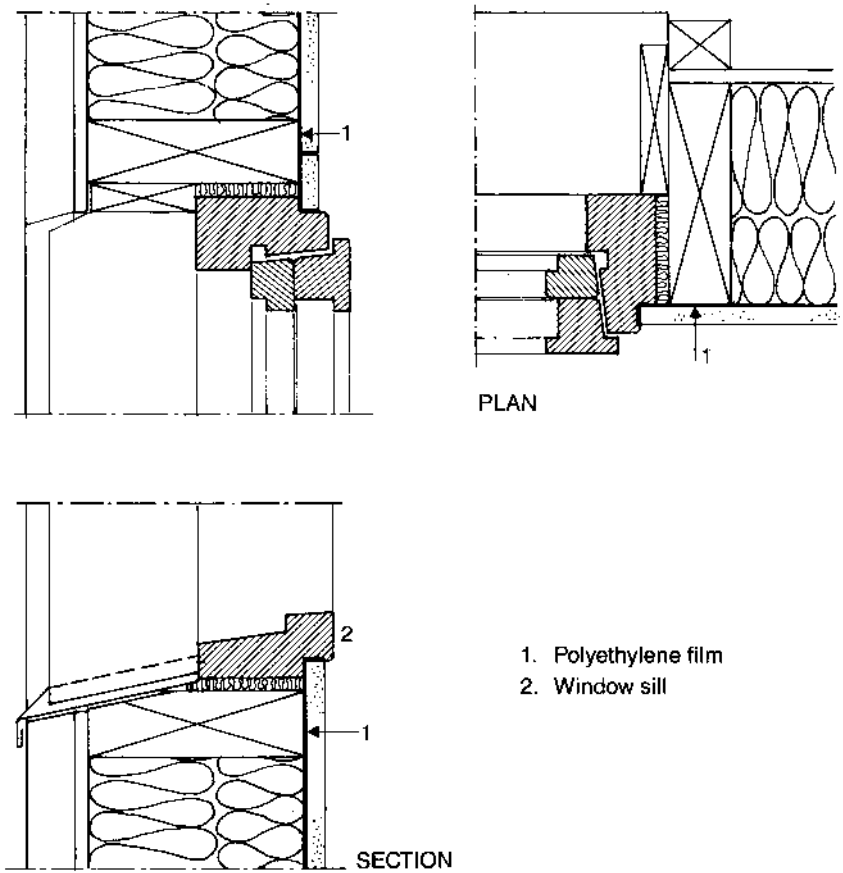 1
1
PLAN
2
1
1. Polyethylene film
2. Window sill
SECTION